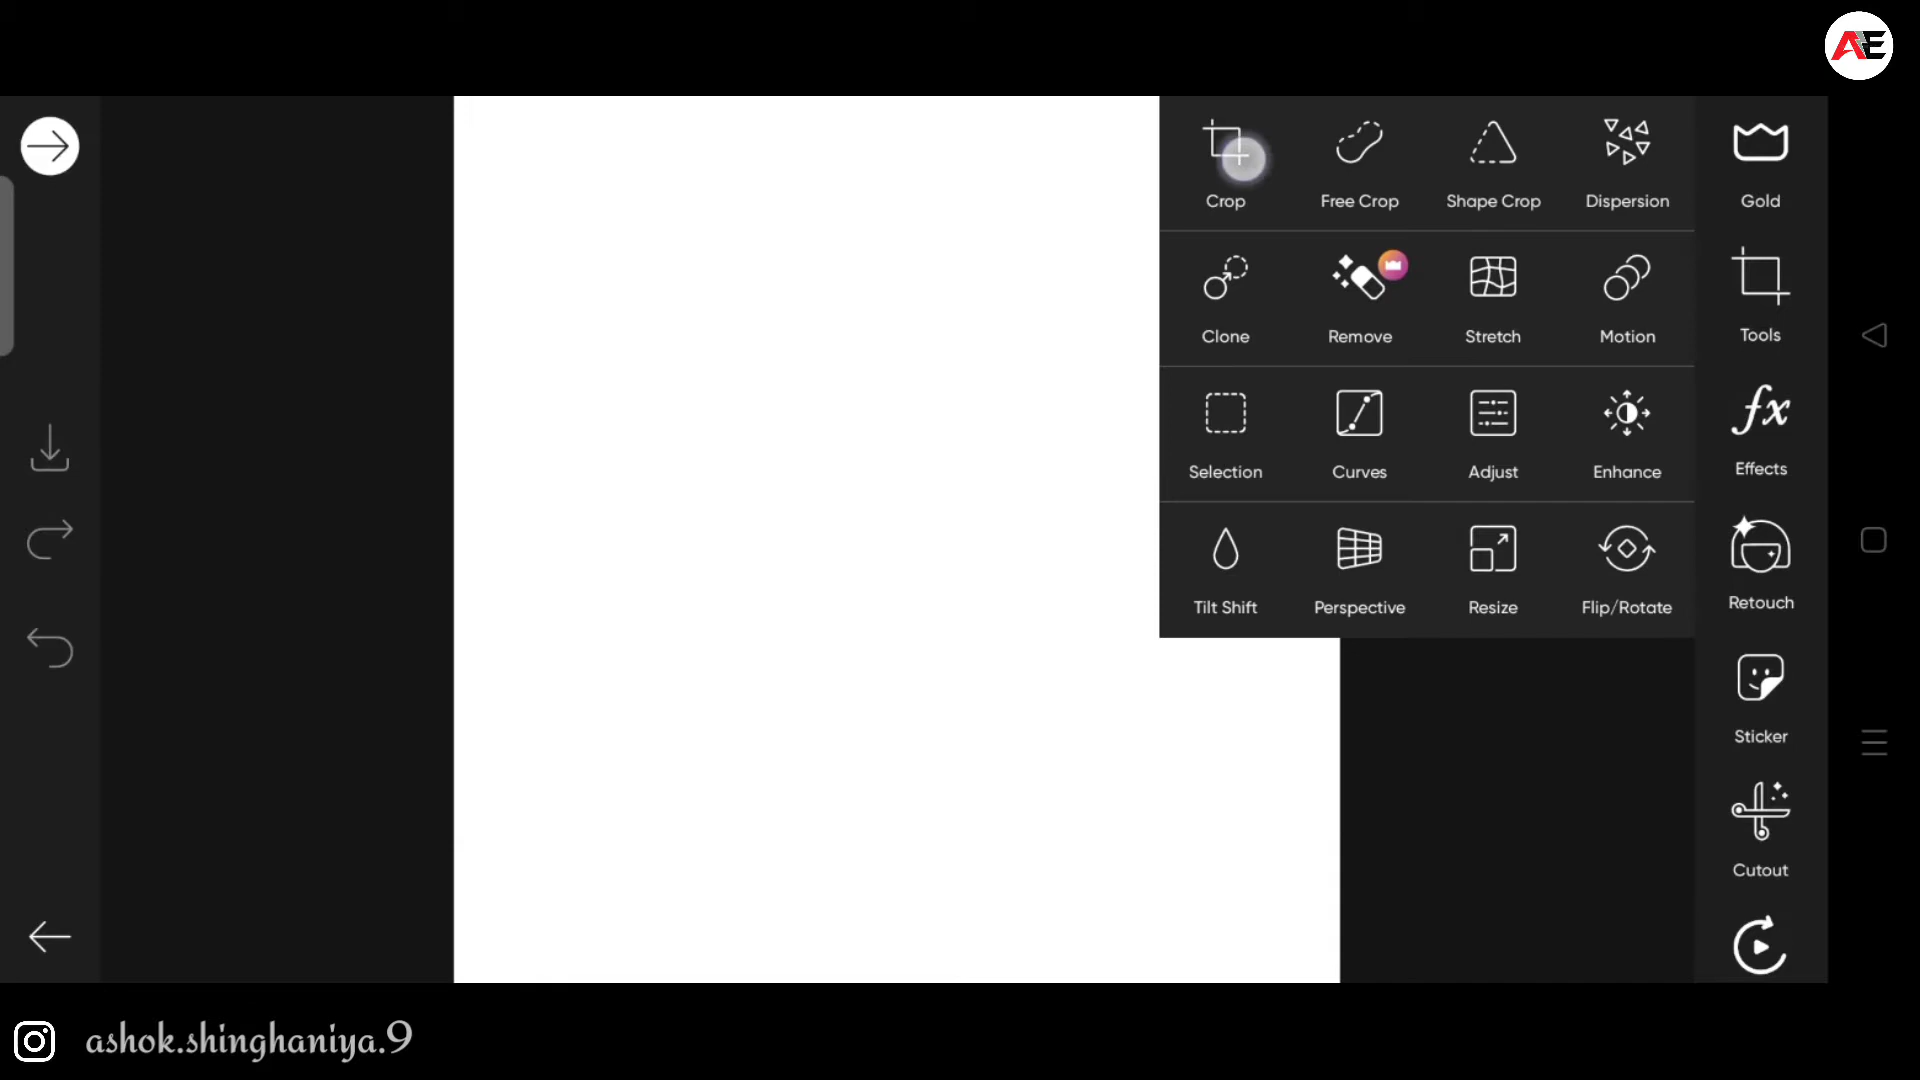 AE
Crop Free Crop Shape Crop Dispersion Gold
Clone Remove Stretch Motion Tools
Selection Curves Adjust Enhance fx Effects
Tilt Shift Perspective Resize Flip/Rotate Retouch
Sticker
Cutout
ashok.shinghaniya.9